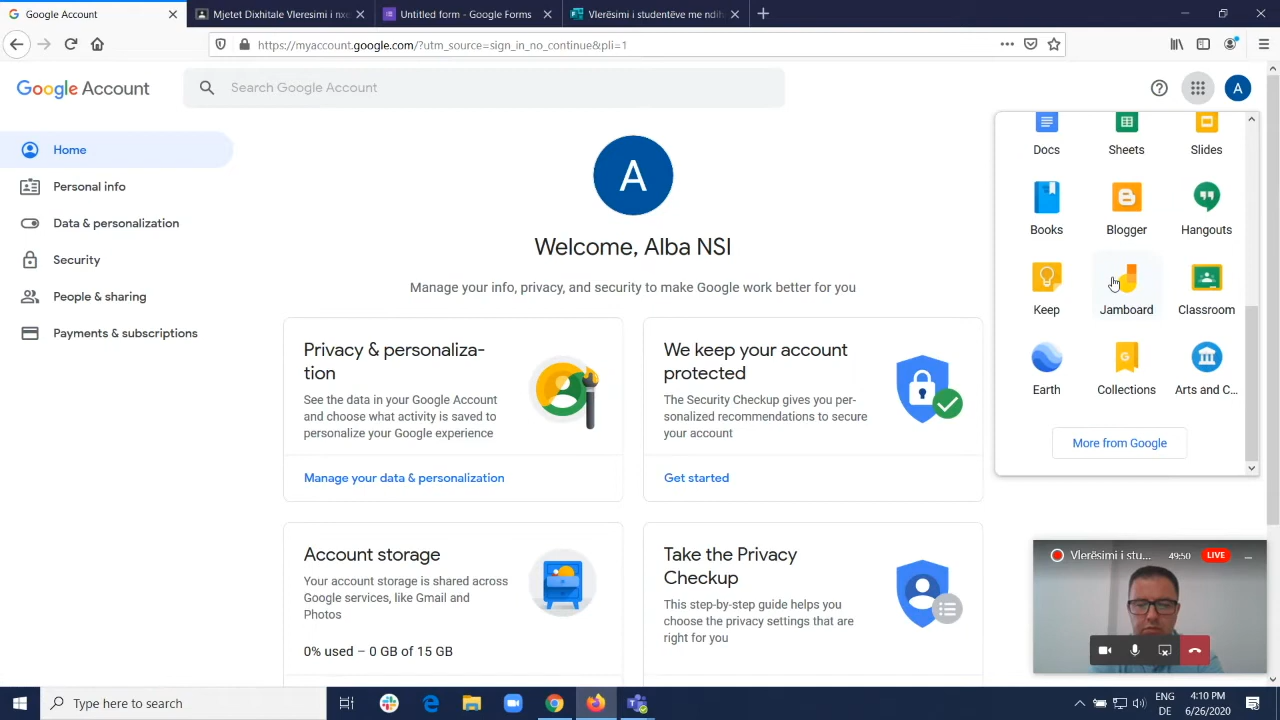 Google Account
Mjetet Dixhitale Vleresimi i nxë
Untitled form - Google Forms
Vlerësimi i studentëve me ndih
https://myaccount.google.com/?utm_source=sign_in_no_continue&pli=1
Google Account
Search Google Account
A
Home
Personal info
Data & personalization
Security
People & sharing
Payments & subscriptions
A
Welcome, Alba NSI
Manage your info, privacy, and security to make Google work better for you
Privacy & personaliza-
tion
See the data in your Google Account
and choose what activity is saved to
personalize your Google experience
Manage your data & personalization
We keep your account
protected
The Security Checkup gives you per-
sonalized recommendations to secure
your account
Get started
Account storage
Your account storage is shared across
Google services, like Gmail and
Photos
0% used – 0 GB of 15 GB
Take the Privacy
Checkup
This step-by-step guide helps you
choose the privacy settings that are
right for you
Docs
Sheets
Slides
Books
Blogger
Hangouts
Keep
Jamboard
Classroom
Earth
Collections
Arts and C...
More from Google
Vlerësimi i stu...
49:50
LIVE
Type here to search
ENG
DE
4:10 PM
6/26/2020